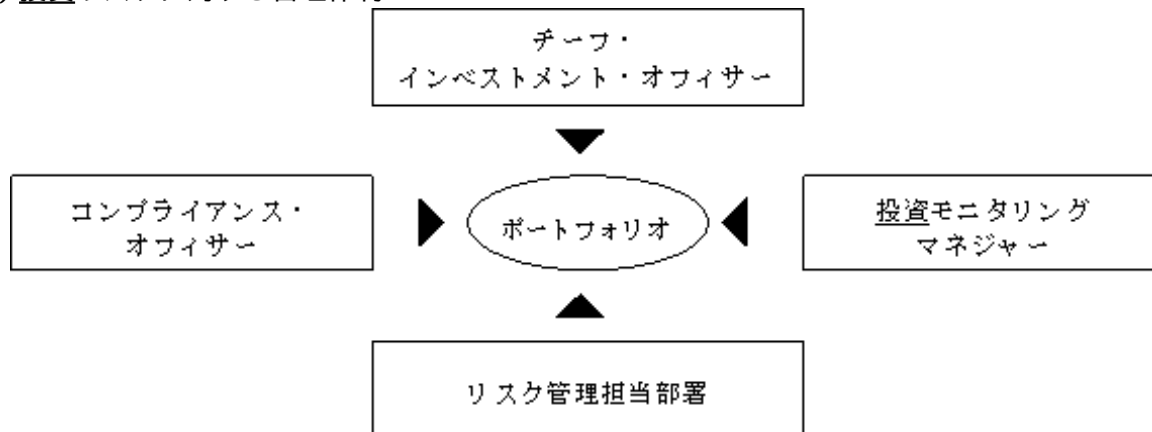 チーフ・
インベストメント・オフィサー
コンプライアンス・
オフィサー
ポートフォリオ
投資モニタリング
マネジャー
リスク管理担当部署